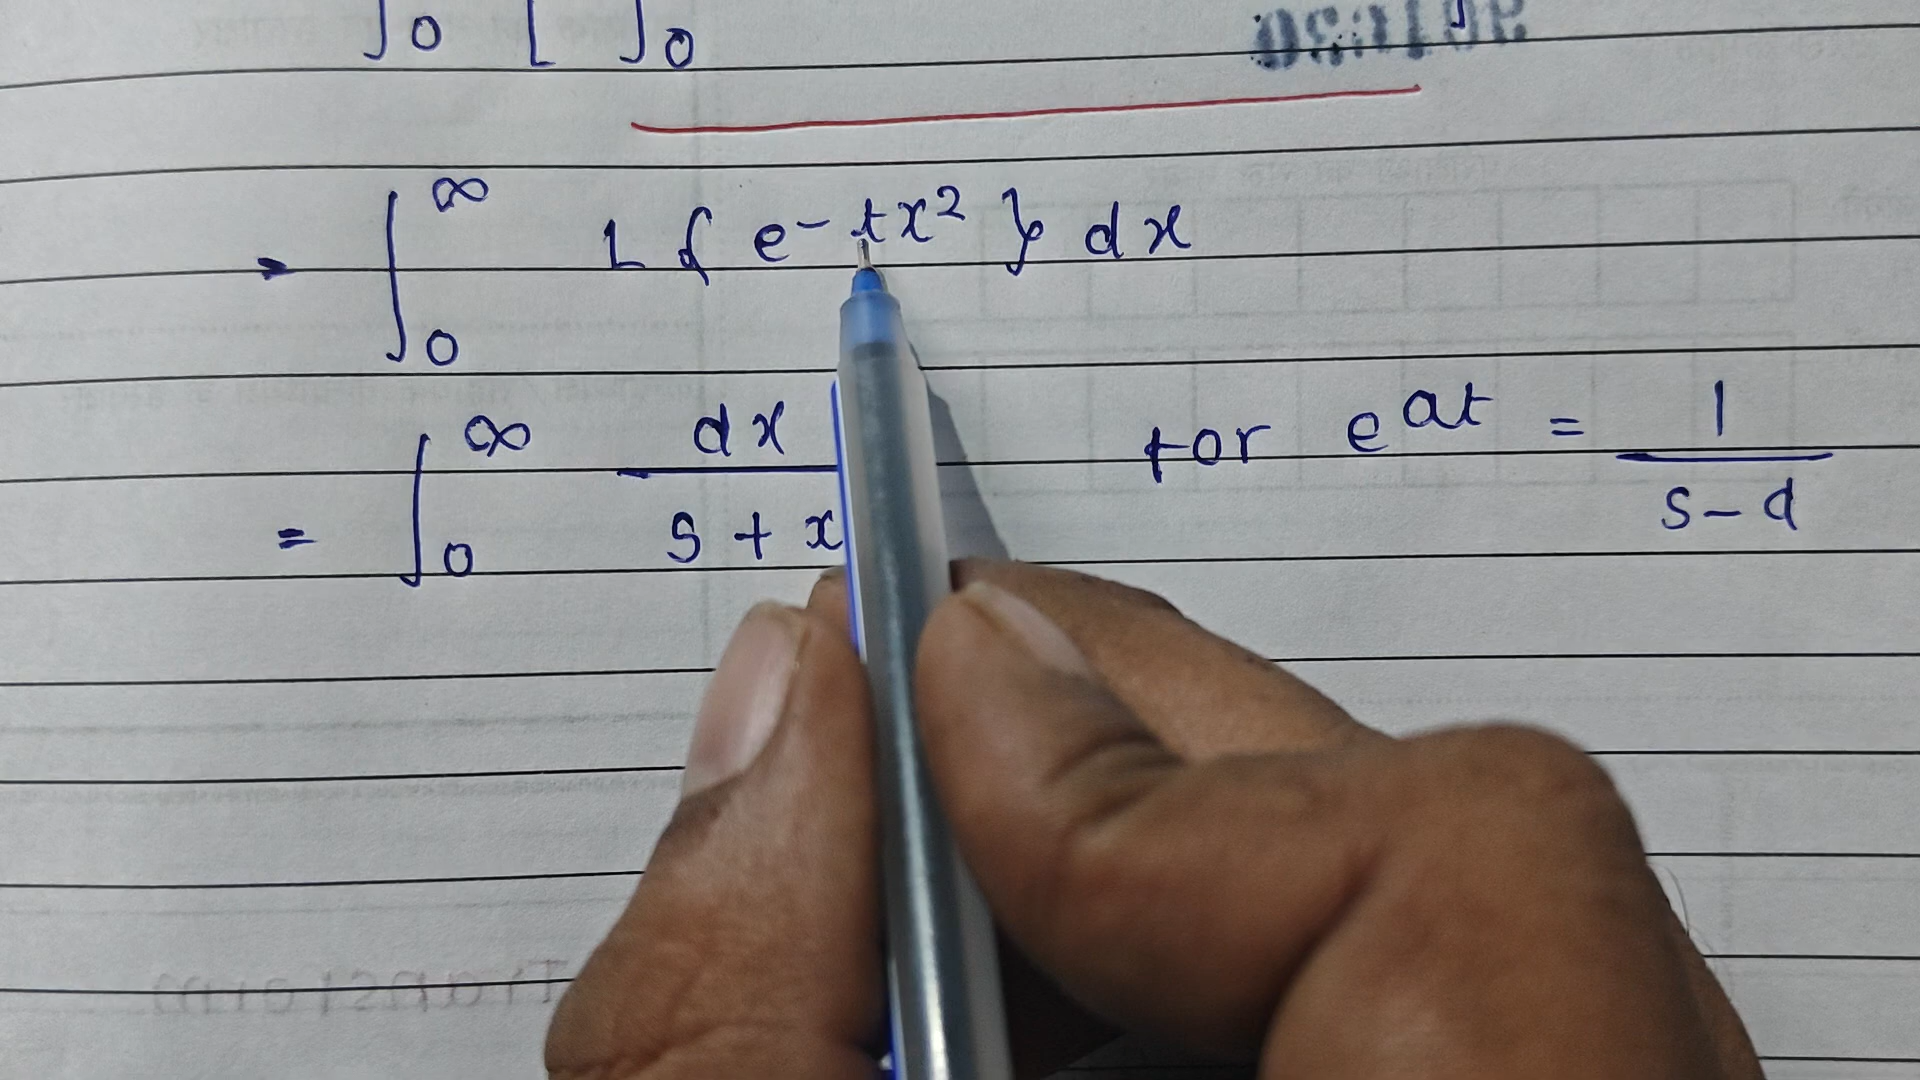 ∫₀ [ ∫₀
→ ∫₀^∞ L { e^-tx² } dx
= ∫₀^∞ dx / s + x for e^at = 1 / s - a